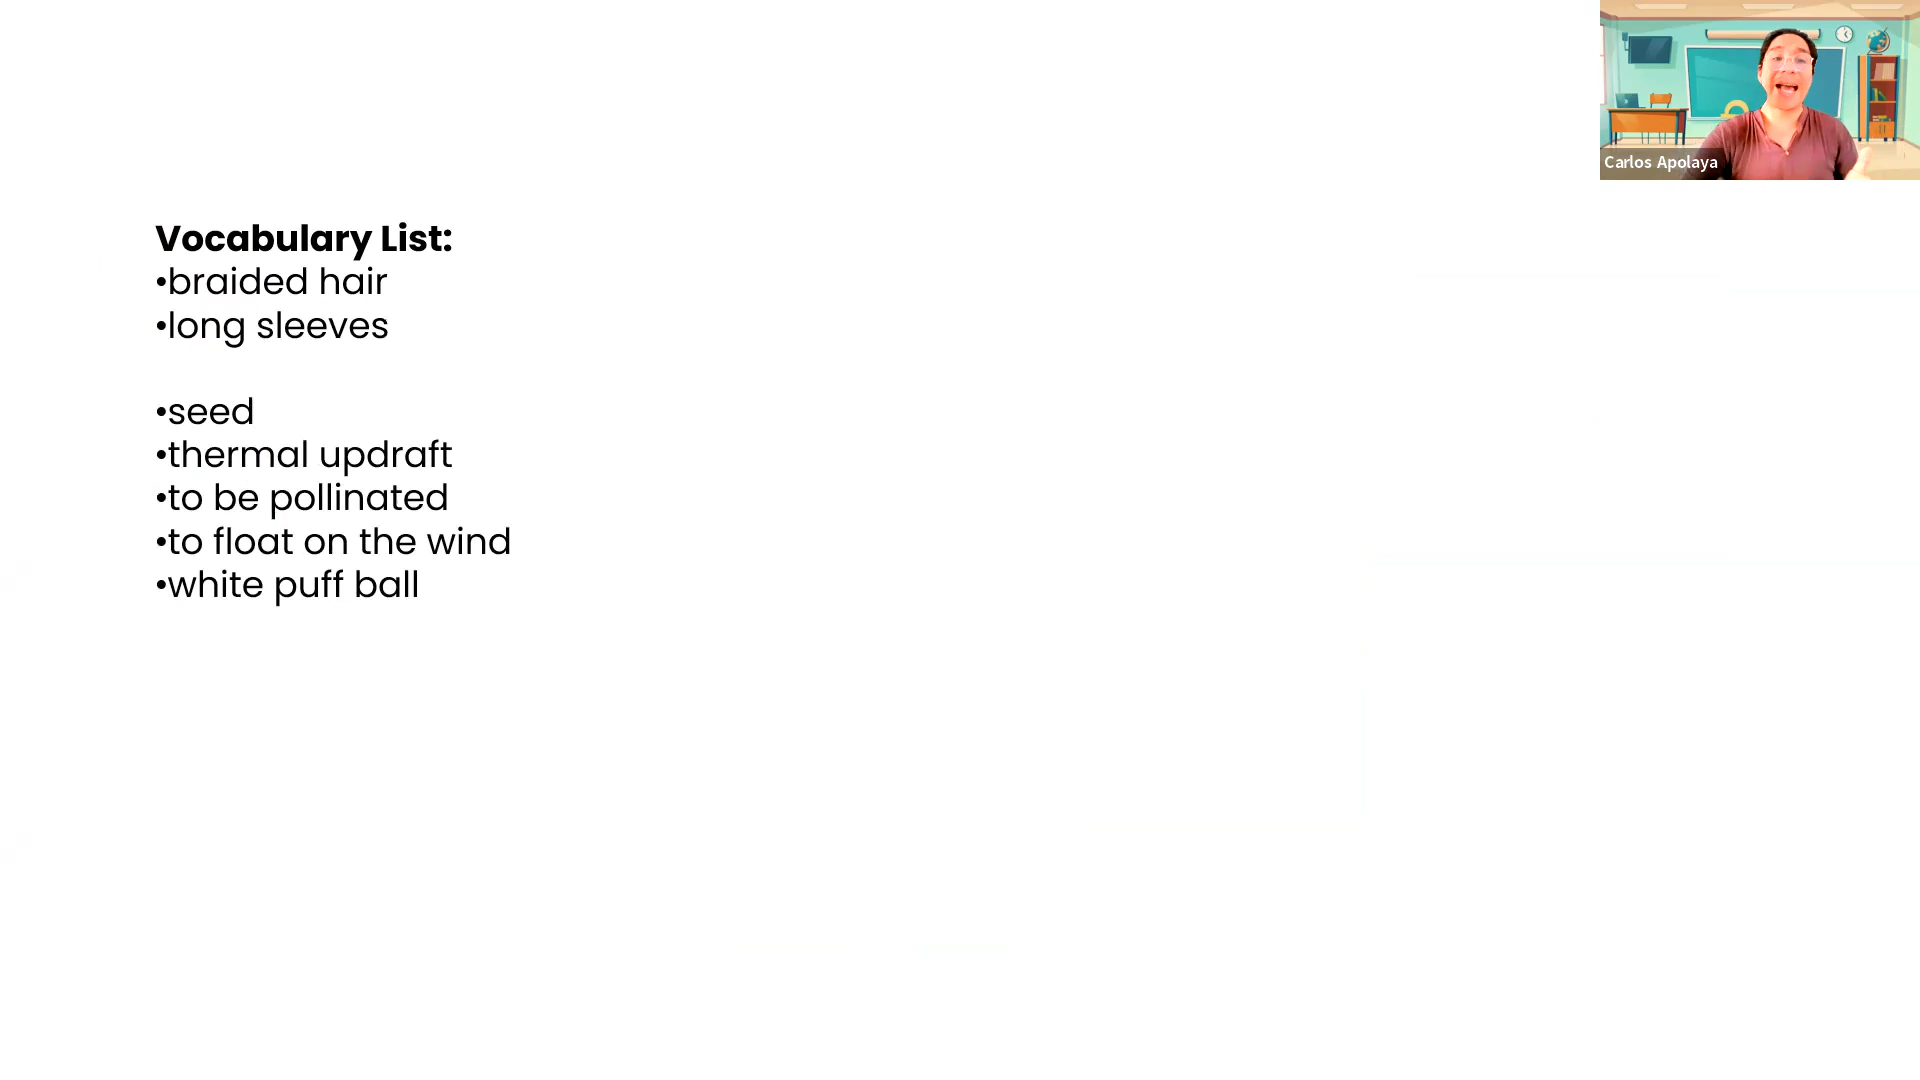 Carlos Apolaya
Vocabulary List:
•braided hair
•long sleeves
•seed
•thermal updraft
•to be pollinated
•to float on the wind
•white puff ball